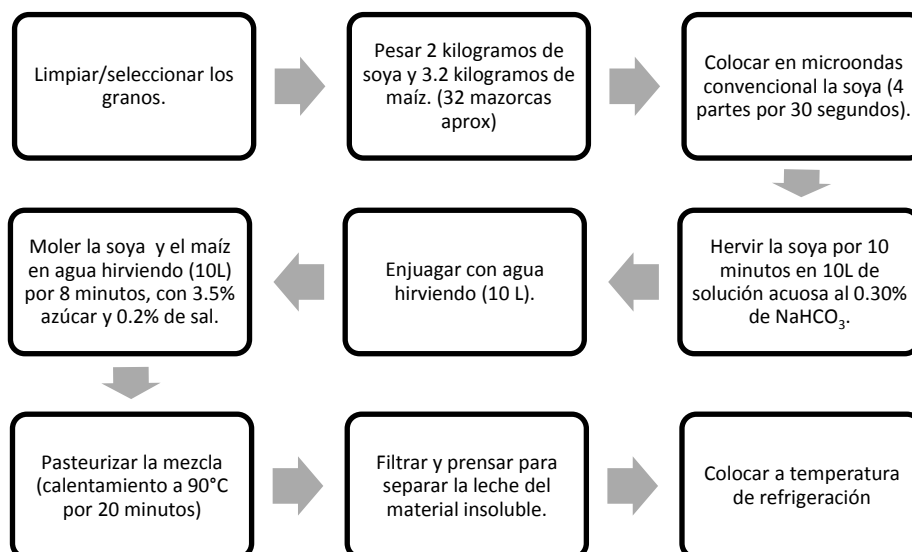 Limpiar/seleccionar los
granos.
Pesar 2 kilogramos de
soya y 3.2 kilogramos de
maíz. (32 mazorcas
aprox)
Colocar en microondas
convencional la soya (4
partes por 30 segundos).
Hervir la soya por 10
minutos en 10L de
solución acuosa al 0.30%
de NaHCO₃.
Enjuagar con agua
hirviendo (10 L).
Moler la soya y el maíz
en agua hirviendo (10L)
por 8 minutos, con 3.5%
azúcar y 0.2% de sal.
Pasteurizar la mezcla
(calentamiento a 90°C
por 20 minutos)
Filtrar y prensar para
separar la leche del
material insoluble.
Colocar a temperatura
de refrigeración